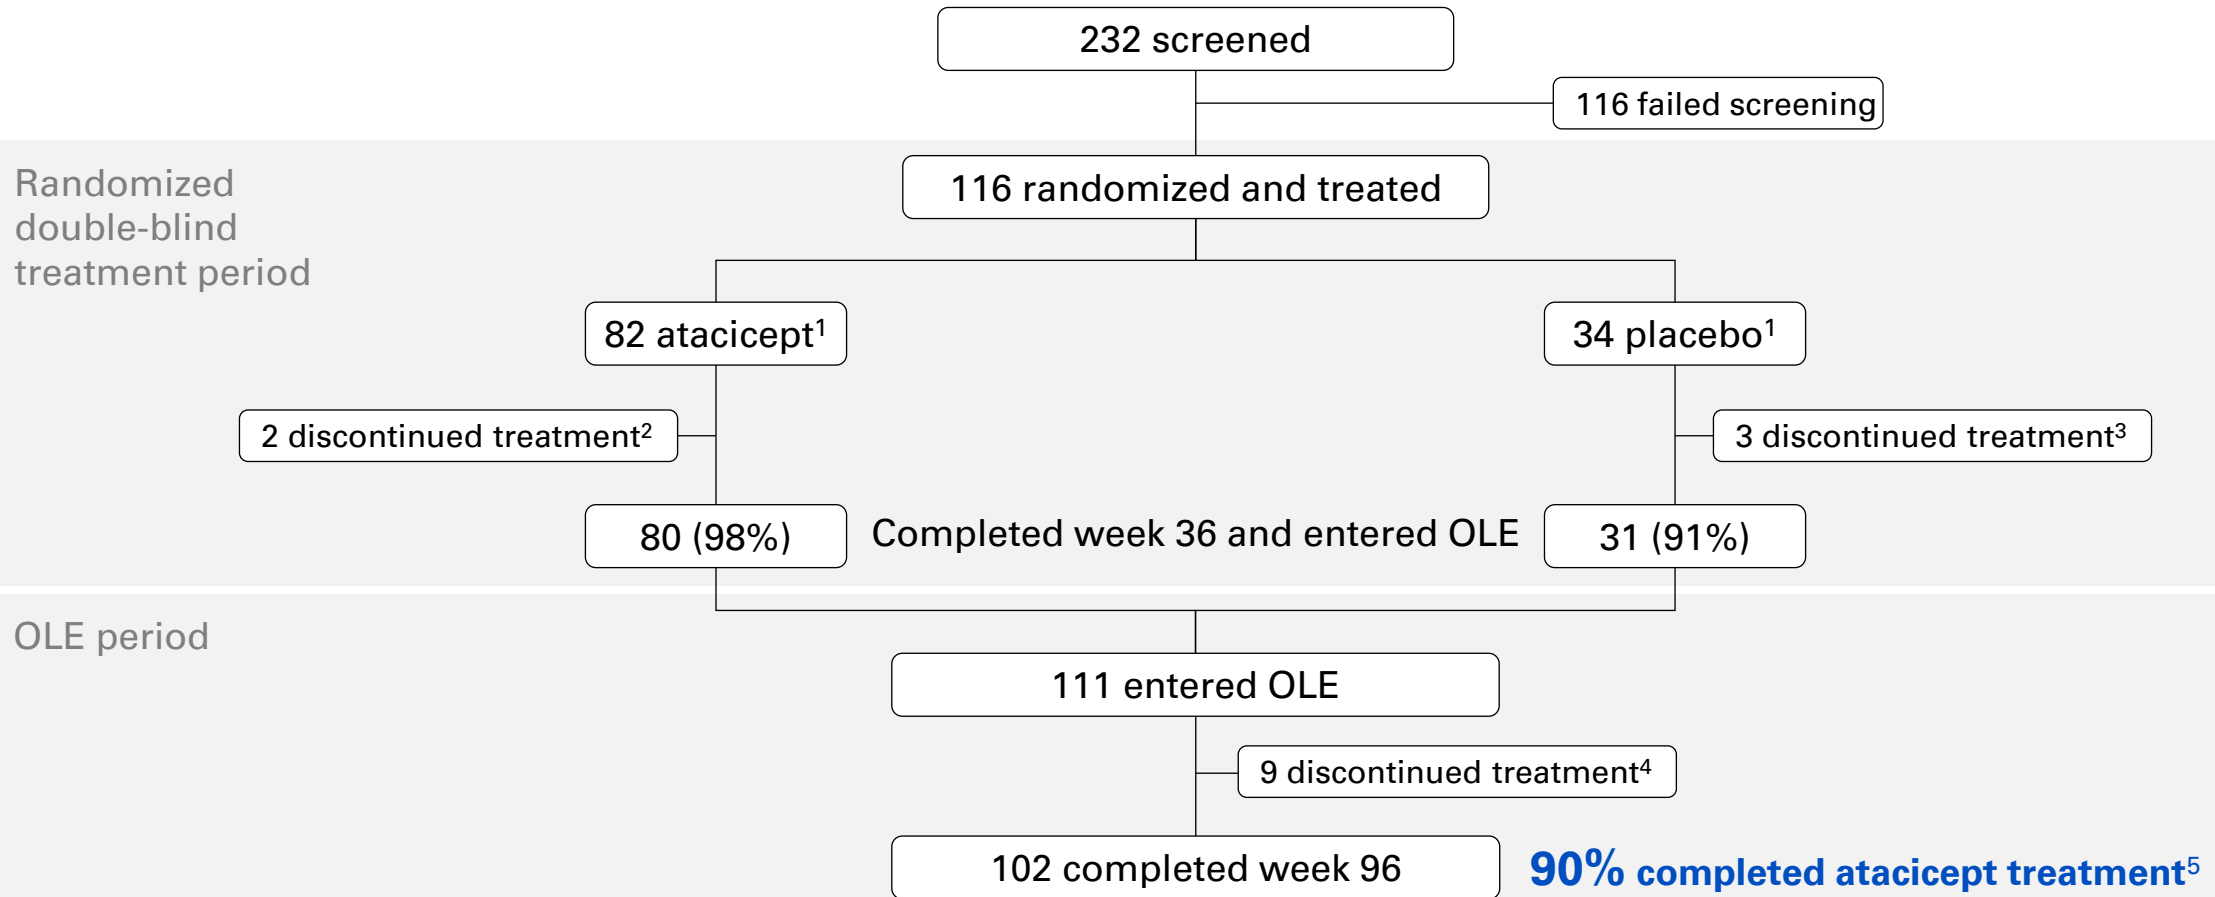 232 screened
116 failed screening
Randomized
double-blind
treatment period
116 randomized and treated
82 atacicept¹
34 placebo¹
2 discontinued treatment²
3 discontinued treatment³
80 (98%)
Completed week 36 and entered OLE
31 (91%)
OLE period
111 entered OLE
9 discontinued treatment⁴
102 completed week 96
90% completed atacicept treatment⁵